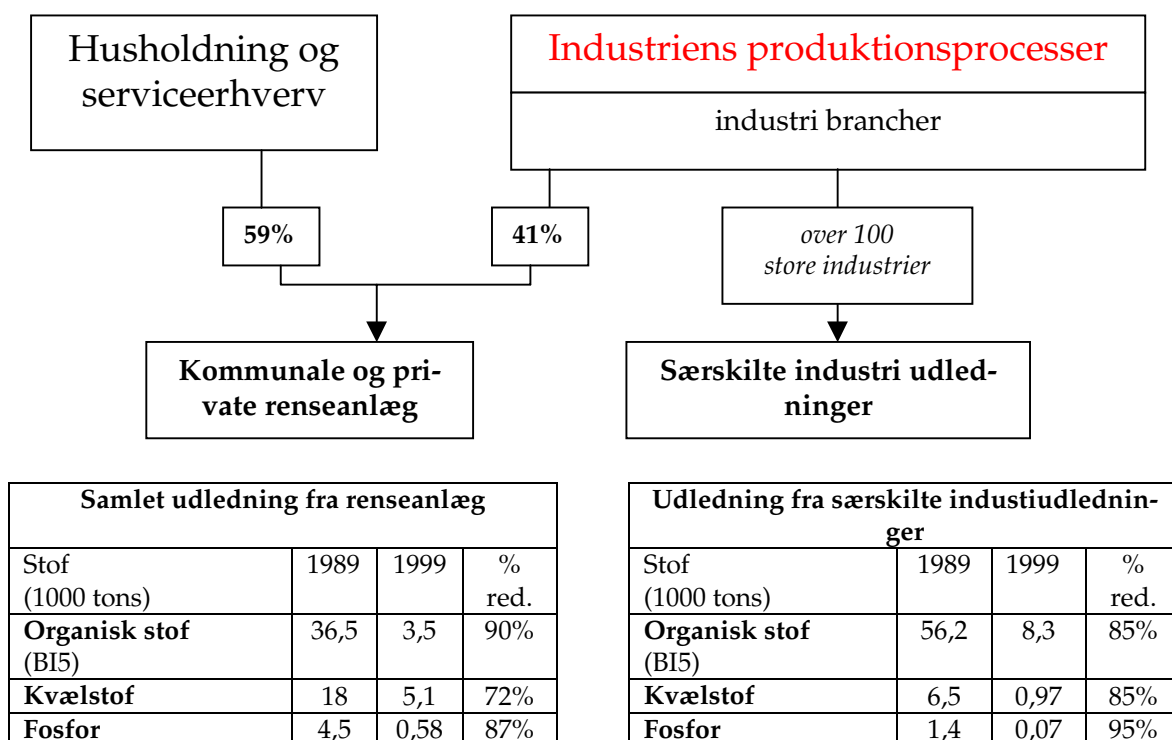 Husholdning og
serviceerhverv
Industriens produktionsprocesser
industri brancher
59%
41%
over 100
store industrier
Kommunale og pri-
vate renseanlæg
Særskilte industri udled-
ninger
Samlet udledning fra renseanlæg
Stof 1989 1999 %
(1000 tons) red.
Organisk stof 36,5 3,5 90%
(BI5)
Kvælstof 18 5,1 72%
Fosfor 4,5 0,58 87%
Udledning fra særskilte industiudlednin-
ger
Stof 1989 1999 %
(1000 tons) red.
Organisk stof 56,2 8,3 85%
(BI5)
Kvælstof 6,5 0,97 85%
Fosfor 1,4 0,07 95%